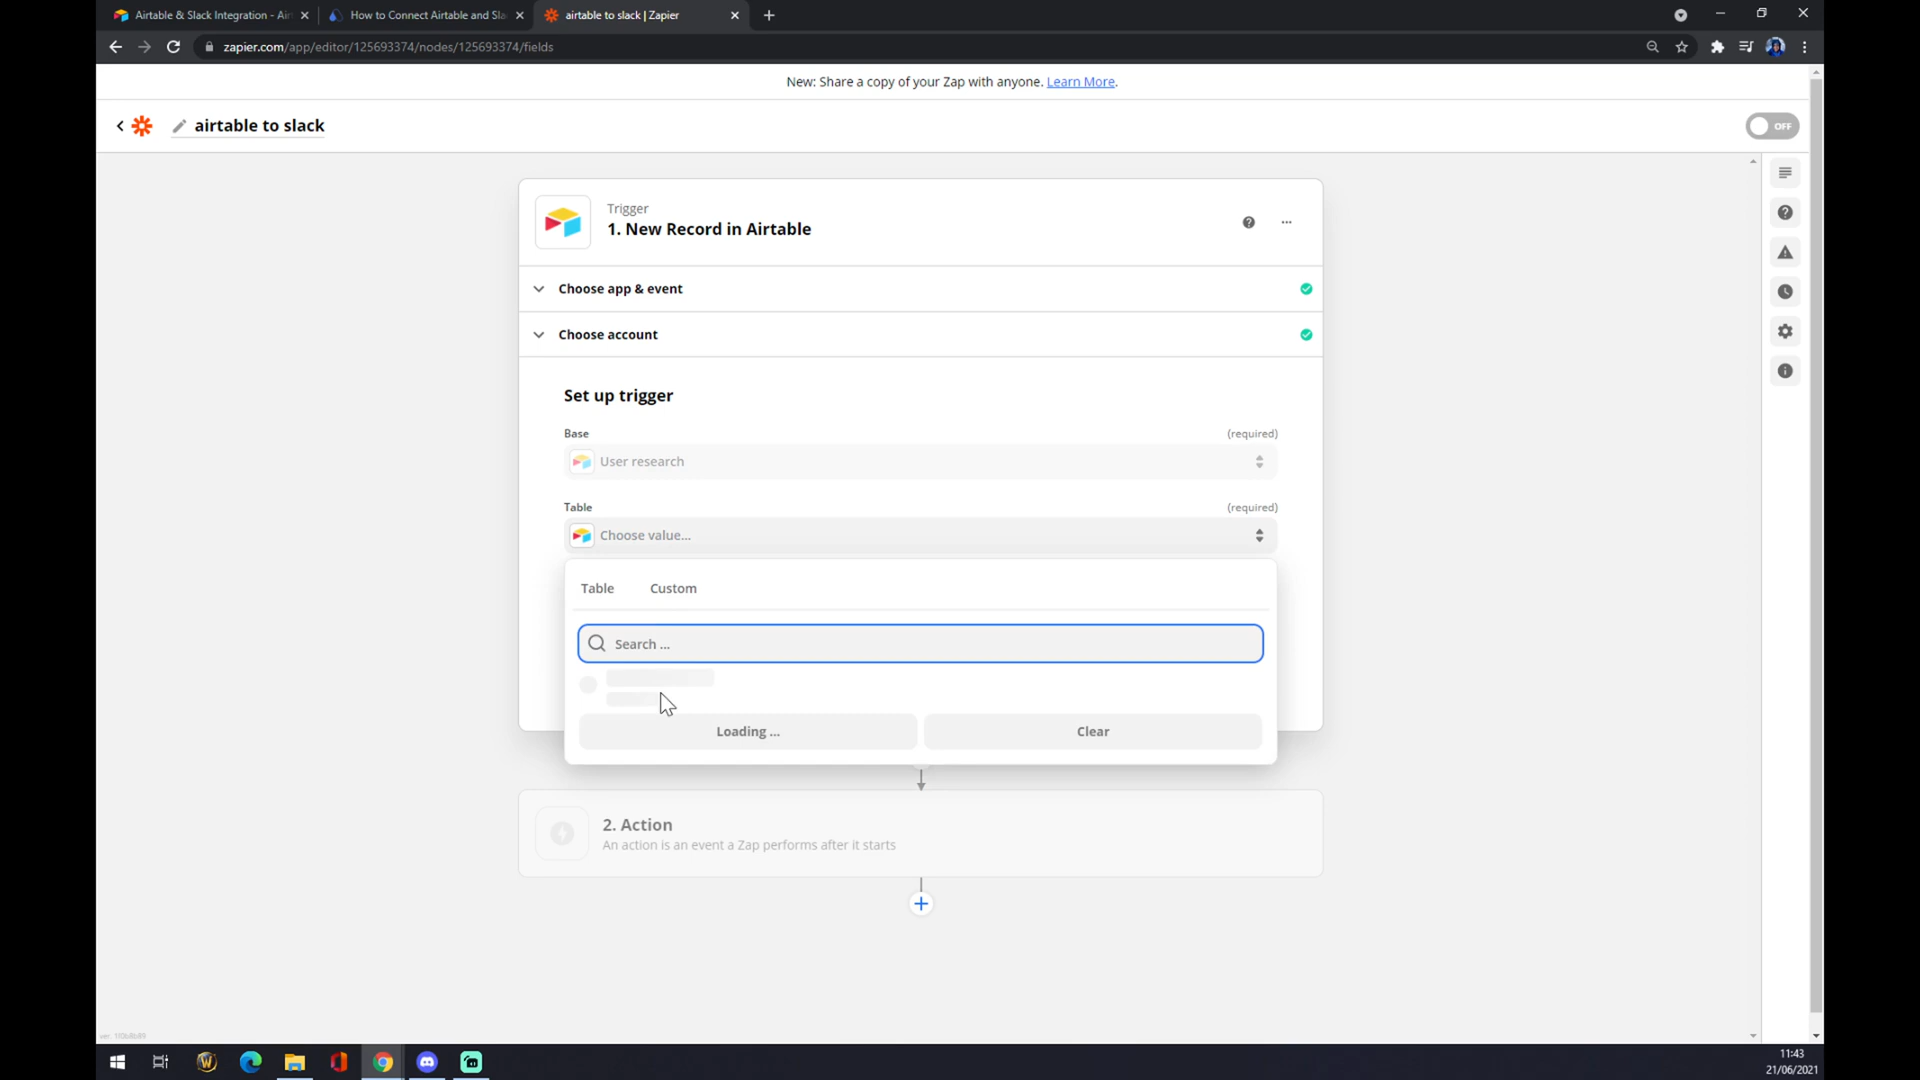 Airtable & Slack Integration - Air
How to Connect Airtable and Sla
airtable to slack | Zapier
zapier.com/app/editor/125693374/nodes/125693374/fields
New: Share a copy of your Zap with anyone. Learn More.
airtable to slack
OFF
Trigger
1. New Record in Airtable
Choose app & event
Choose account
Set up trigger
Base
(required)
User research
Table
(required)
Choose value...
Table
Custom
Search ...
Loading ...
Clear
2. Action
An action is an event a Zap performs after it starts
11:43
21/06/2021